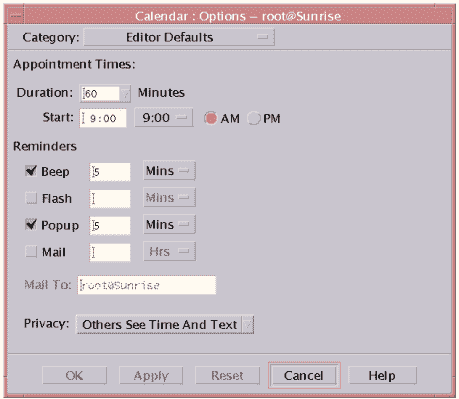 Calendar : Options – root@Sunrise
Category: Editor Defaults
Appointment Times:
Duration: 60 Minutes
Start: 9:00 9:00 AM PM
Reminders
Beep 5 Mins
Flash Mins
Popup 5 Mins
Mail Hrs
Mail To: root@Sunrise
Privacy: Others See Time And Text
OK Apply Reset Cancel Help